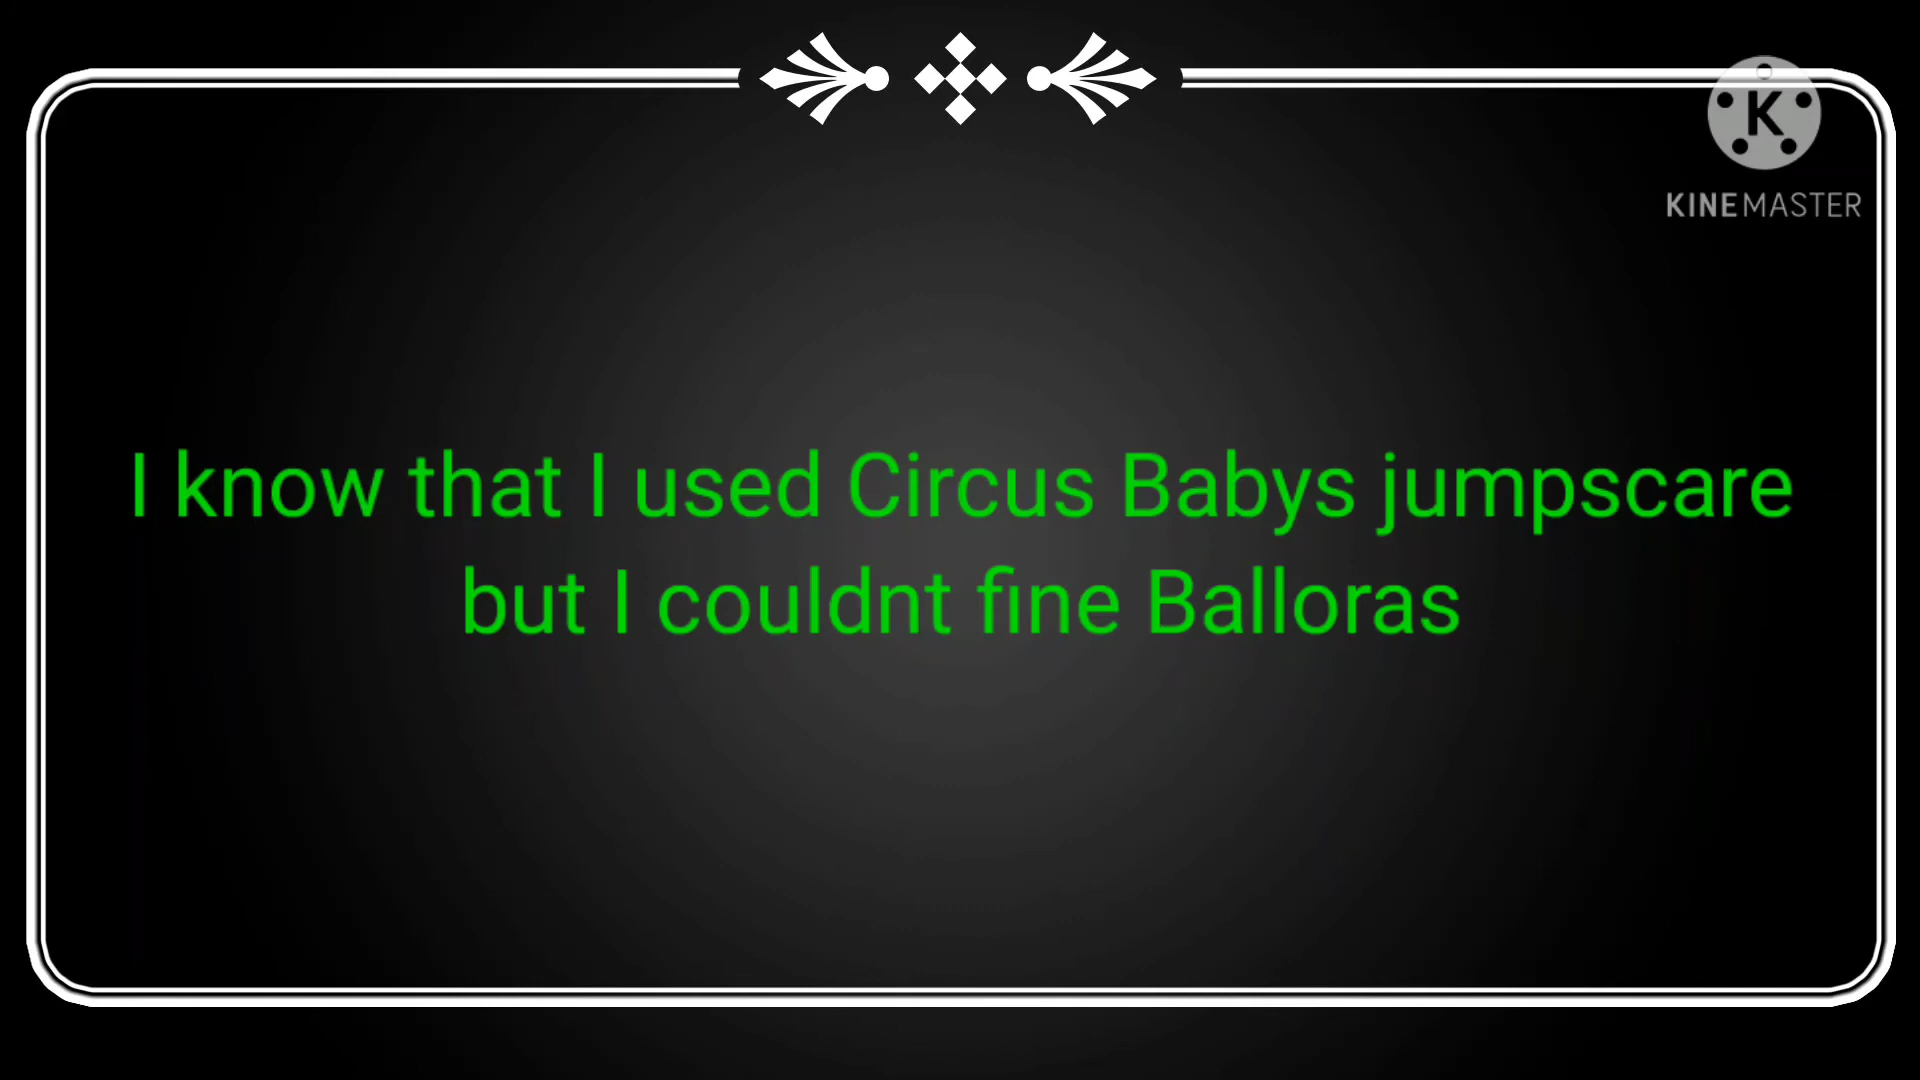 K
KINEMASTER
I know that I used Circus Babys jumpscare
but I couldnt fine Balloras